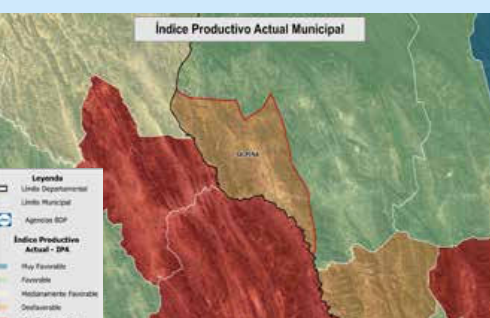 Índice Productivo Actual Municipal
Leyenda
Límite Departamental
Límite Municipal
Agencias BDP
Índice Productivo
Actual - IPA
Muy Favorable
Favorable
Medianamente Favorable
Desfavorable